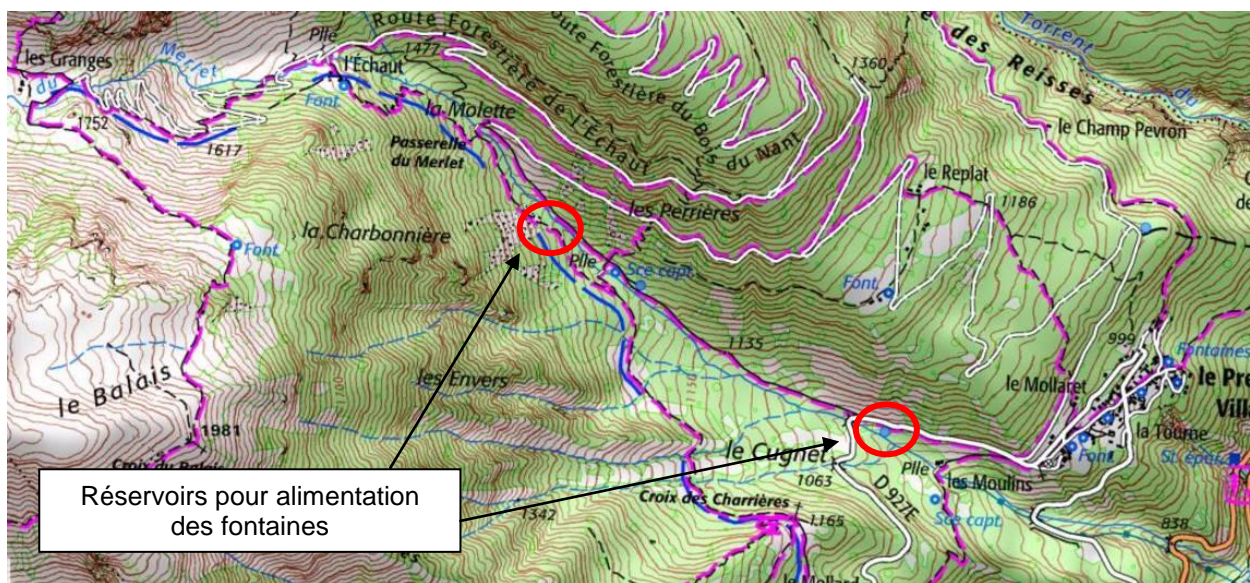 Route Forestière de l'Échaut
Route Forestière du Bois du Nant
Torrent du
des Reisses
les Granges
du Merlet
Plle
l'Échaut
1477
Font.
la Molette
1360
1752
1617
Passerelle
du Merlet
le Champ Pevron
le Replat
1186
les Perrières
la Charbonnière
Font.
Plle
Sce capt.
Font.
1135
999
Fontaines
le Mollaret
la Tourne
Font.
les Envers
1150
le Balais
1981
Croix du Balais
le Cugnet
1063
Plle
les Moulins
D 927E
Sce capt.
St. épur.
838
Croix des Charrières
1165
1342
Réservoirs pour alimentation
des fontaines